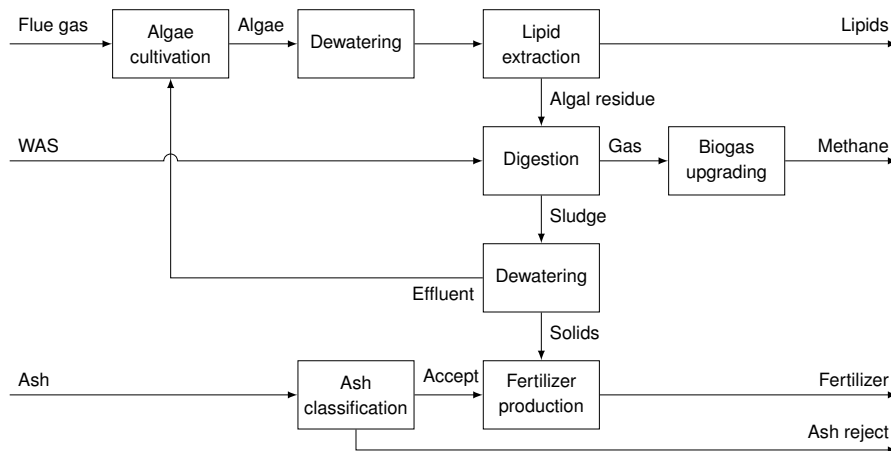 Flue gas
Algae
cultivation
Algae
Dewatering
Lipid
extraction
Lipids
Algal residue
WAS
Digestion
Gas
Biogas
upgrading
Methane
Sludge
Dewatering
Effluent
Solids
Ash
Ash
classification
Accept
Fertilizer
production
Fertilizer
Ash reject